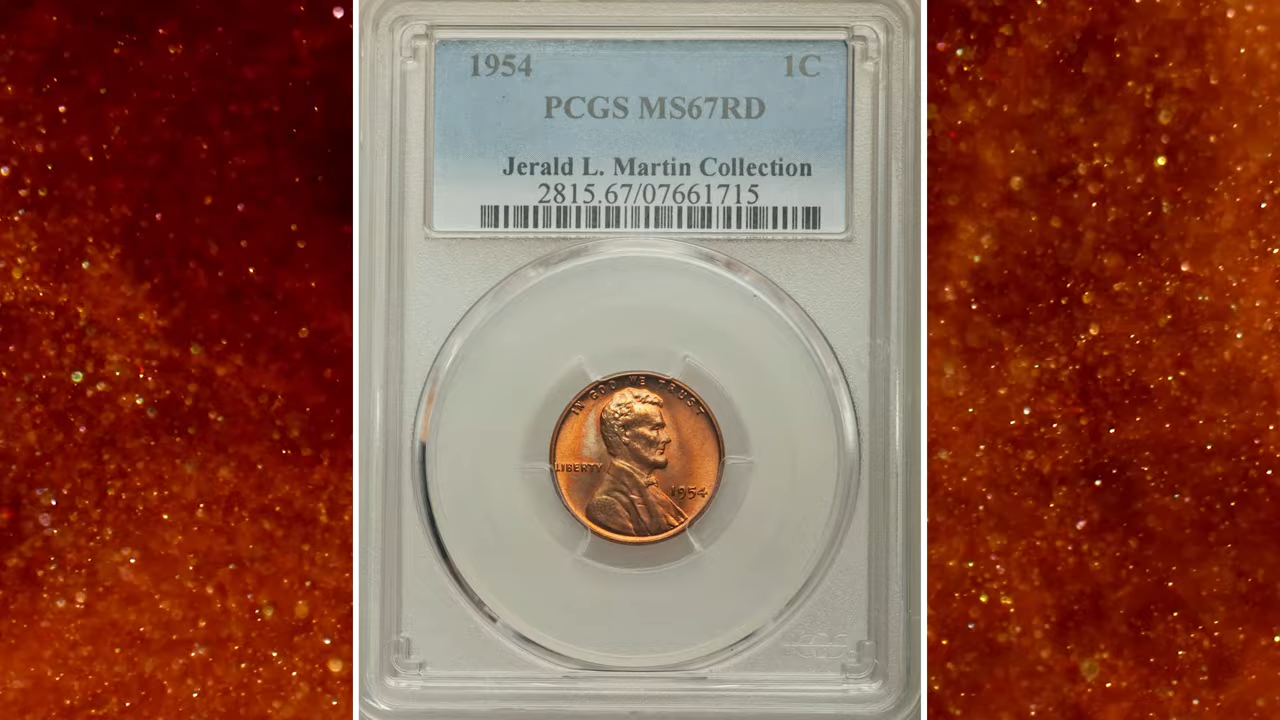 1954 1C
PCGS MS67RD
Jerald L. Martin Collection
2815.67/07661715
IN GOD WE TRUST
LIBERTY
1954